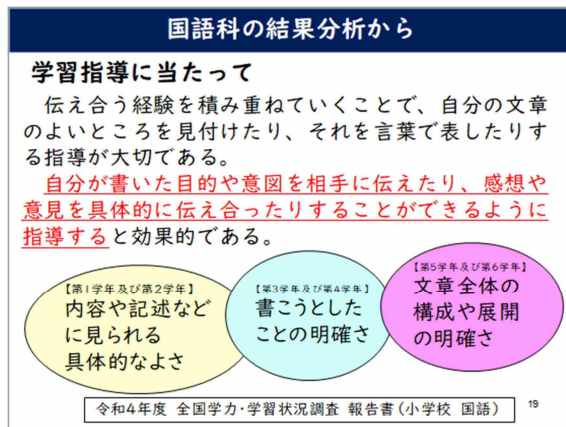 国語科の結果分析から
学習指導に当たって
伝え合う経験を積み重ねていくことで、自分の文章
のよいところを見付けたり、それを言葉で表したりす
る指導が大切である。
自分が書いた目的や意図を相手に伝えたり、感想や
意見を具体的に伝え合ったりすることができるように
指導すると効果的である。
【第1学年及び第2学年】
内容や記述など
に見られる
具体的なよさ
【第3学年及び第4学年】
書こうとした
ことの明確さ
【第5学年及び第6学年】
文章全体の
構成や展開
の明確さ
令和4年度 全国学力・学習状況調査 報告書(小学校 国語)
19